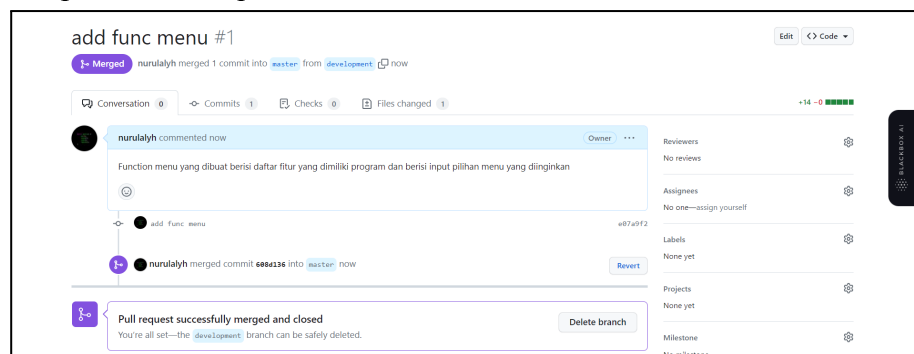 add func menu #1
Edit
<> Code
Merged nurulalyh merged 1 commit into master from development now
Conversation 0
Commits 1
Checks 0
Files changed 1
+14 −0
nurulalyh commented now
Owner
Function menu yang dibuat berisi daftar fitur yang dimiliki program dan berisi input pilihan menu yang diinginkan
add func menu
e07a9f2
nurulalyh merged commit 608d136 into master now
Revert
Pull request successfully merged and closed
You're all set—the development branch can be safely deleted.
Delete branch
Reviewers
No reviews
Assignees
No one—assign yourself
Labels
None yet
Projects
None yet
Milestone
No milestone
BLACKBOX AI